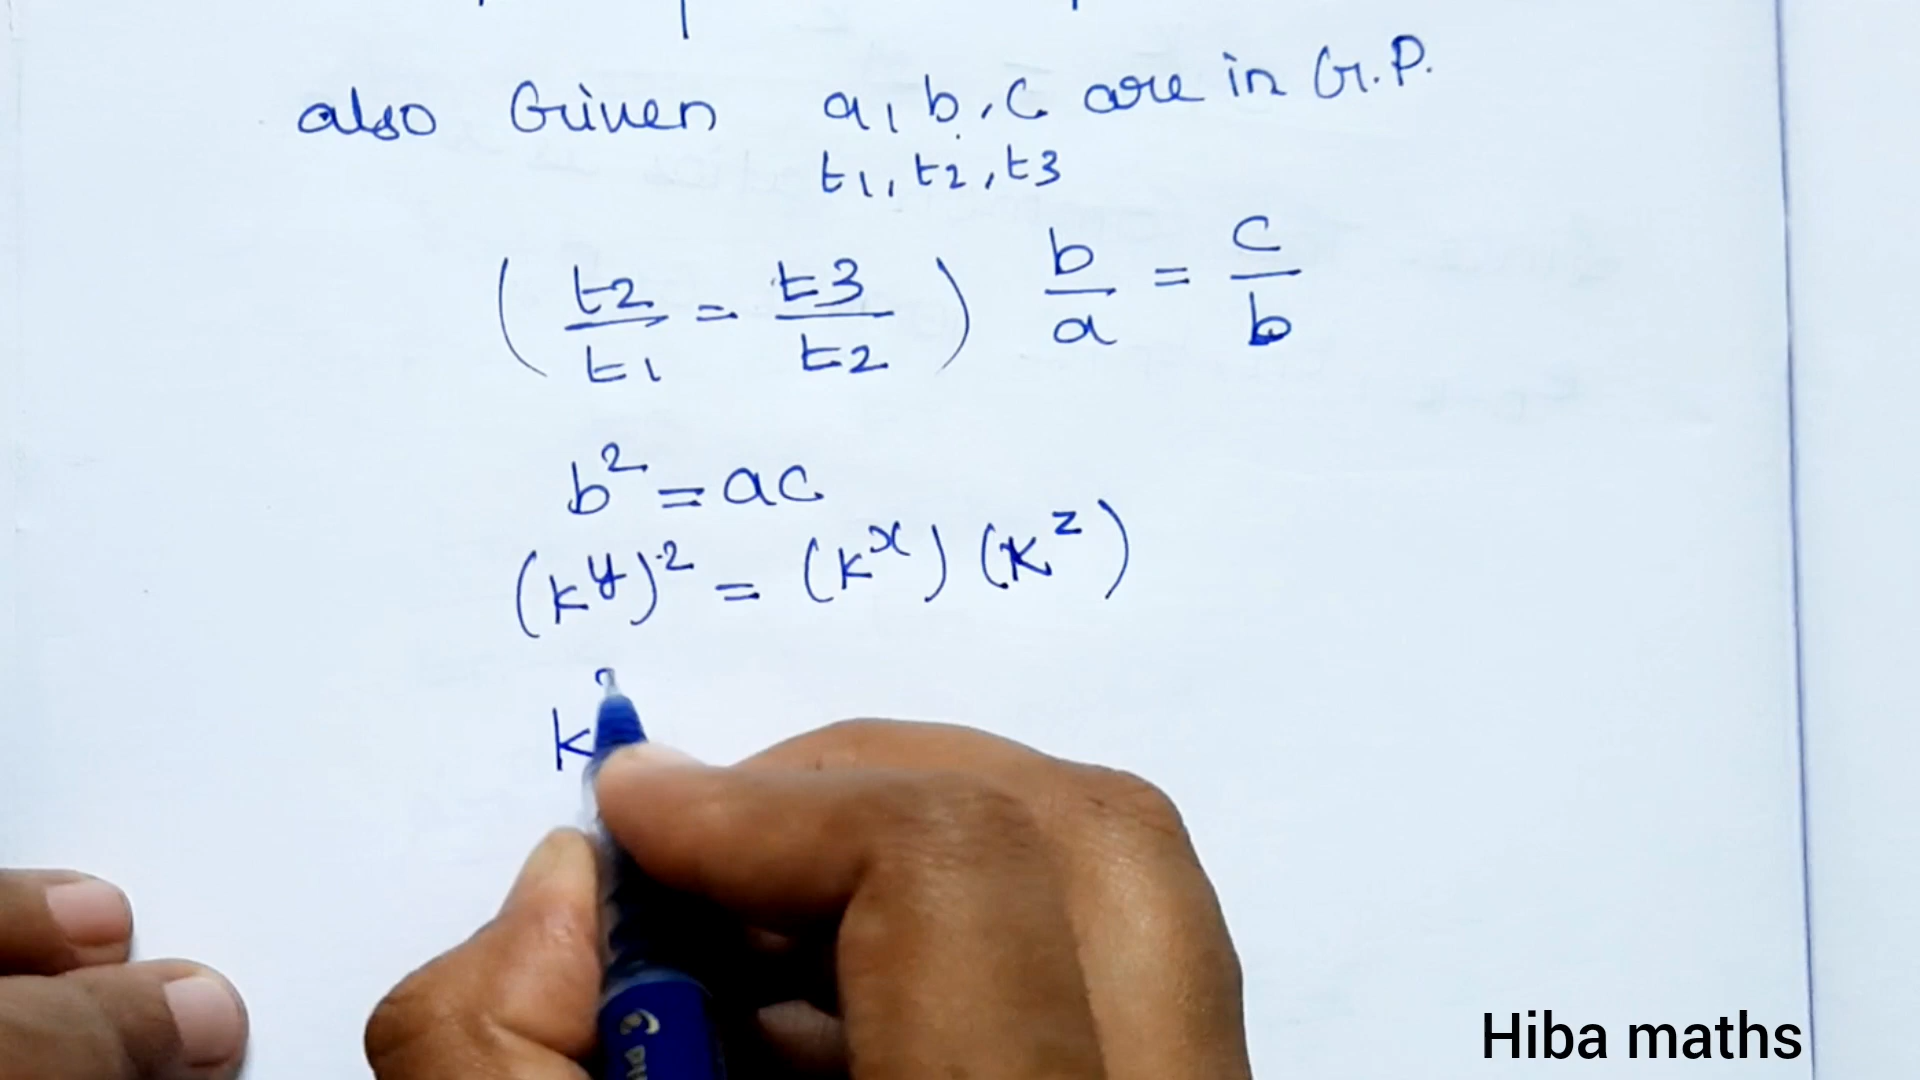 also Given a, b, c are in G.P.
t1, t2, t3
( t2/t1 = t3/t2 ) b/a = c/b
b² = ac
(k^y)^2 = (k^x) (k^z)
k
Hiba maths